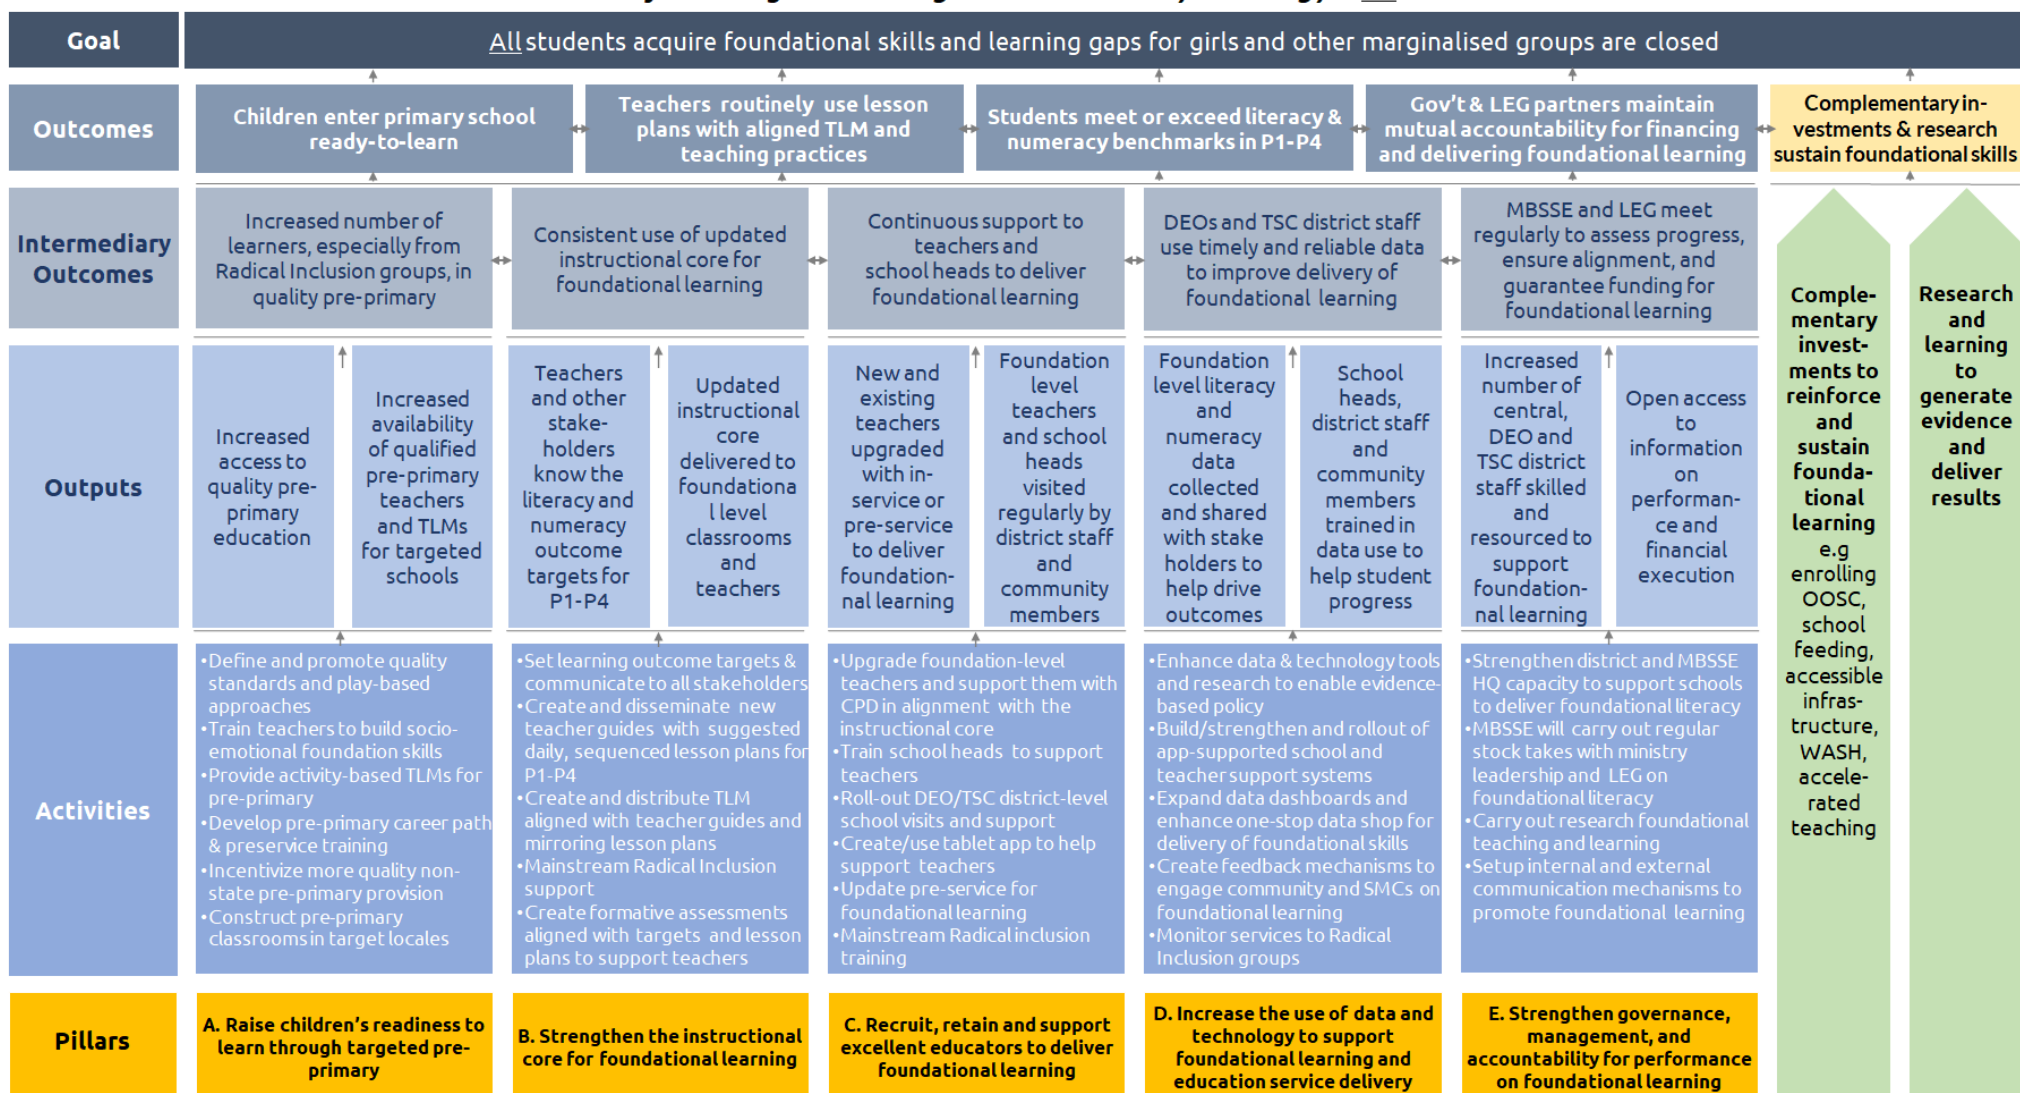 Goal
All students acquire foundational skills and learning gaps for girls and other marginalised groups are closed
Outcomes
Children enter primary school
ready-to-learn
Teachers routinely use lesson
plans with aligned TLM and
teaching practices
Students meet or exceed literacy &
numeracy benchmarks in P1-P4
Gov't & LEG partners maintain
mutual accountability for financing
and delivering foundational learning
Complementary in-
vestments & research
sustain foundational skills
Intermediary
Outcomes
Increased number of
learners, especially from
Radical Inclusion groups, in
quality pre-primary
Consistent use of updated
instructional core for
foundational learning
Continuous support to
teachers and
school heads to deliver
foundational learning
DEOs and TSC district staff
use timely and reliable data
to improve delivery of
foundational learning
MBSSE and LEG meet
regularly to assess progress,
ensure alignment, and
guarantee funding for
foundational learning
Outputs
Increased
access to
quality pre-
primary
education
Increased
availability
of qualified
pre-primary
teachers
and TLMs
for targeted
schools
Teachers
and other
stake-
holders
know the
literacy and
numeracy
outcome
targets for
P1-P4
Updated
instructional
core
delivered to
foundationa
l level
classrooms
and
teachers
New and
existing
teachers
upgraded
with in-
service or
pre-service
to deliver
foundation-
nal learning
Foundation
level
teachers
and school
heads
visited
regularly by
district staff
and
community
members
Foundation
level literacy
and
numeracy
data
collected
and shared
with stake
holders to
help drive
outcomes
School
heads,
district staff
and
community
members
trained in
data use to
help student
progress
Increased
number of
central,
DEO and
TSC district
staff skilled
and
resourced to
support
foundation-
nal learning
Open access
to
information
on
performan-
ce and
financial
execution
Activities
•Define and promote quality
standards and play-based
approaches
•Train teachers to build socio-
emotional foundation skills
•Provide activity-based TLMs for
pre-primary
•Develop pre-primary career path
& preservice training
•Incentivize more quality non-
state pre-primary provision
•Construct pre-primary
classrooms in target locales
•Set learning outcome targets &
communicate to all stakeholders
•Create and disseminate new
teacher guides with suggested
daily, sequenced lesson plans for
P1-P4
•Create and distribute TLM
aligned with teacher guides and
mirroring lesson plans
•Mainstream Radical Inclusion
support
•Create formative assessments
aligned with targets and lesson
plans to support teachers
•Upgrade foundation-level
teachers and support them with
CPD in alignment with the
instructional core
•Train school heads to support
teachers
•Roll-out DEO/TSC district-level
school visits and support
•Create/use tablet app to help
support teachers
•Update pre-service for
foundational learning
•Mainstream Radical inclusion
training
•Enhance data & technology tools
and research to enable evidence-
based policy
•Build/strengthen and rollout of
app-supported school and
teacher support systems
•Expand data dashboards and
enhance one-stop data shop for
delivery of foundational skills
•Create feedback mechanisms to
engage community and SMCs on
foundational learning
•Monitor services to Radical
Inclusion groups
•Strengthen district and MBSSE
HQ capacity to support schools
to deliver foundational literacy
•MBSSE will carry out regular
stock takes with ministry
leadership and LEG on
foundational literacy
•Carry out research foundational
teaching and learning
•Setup internal and external
communication mechanisms to
promote foundational learning
Comple-
mentary
invest-
ments to
reinforce
and
sustain
founda-
tional
learning
e.g
enrolling
OOSC,
school
feeding,
accessible
infras-
tructure,
WASH,
accele-
rated
teaching
Research
and
learning
to
generate
evidence
and
deliver
results
Pillars
A. Raise children's readiness to
learn through targeted pre-
primary
B. Strengthen the instructional
core for foundational learning
C. Recruit, retain and support
excellent educators to deliver
foundational learning
D. Increase the use of data and
technology to support
foundational learning and
education service delivery
E. Strengthen governance,
management, and
accountability for performance
on foundational learning